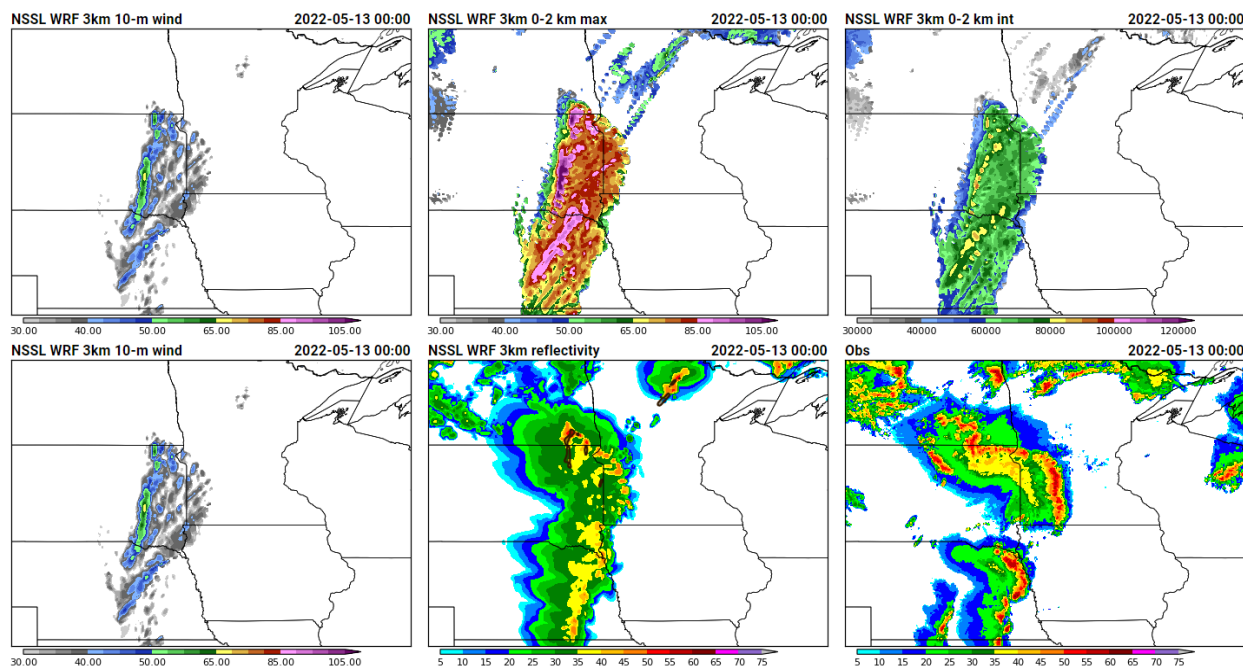 NSSL WRF 3km 10-m wind 2022-05-13 00:00
NSSL WRF 3km 0-2 km max 2022-05-13 00:00
NSSL WRF 3km 0-2 km int 2022-05-13 00:00
30.00 40.00 50.00 65.00 85.00 105.00
30.00 40.00 50.00 65.00 85.00 105.00
30000 40000 60000 80000 100000 120000
NSSL WRF 3km 10-m wind 2022-05-13 00:00
NSSL WRF 3km reflectivity 2022-05-13 00:00
Obs 2022-05-13 00:00
30.00 40.00 50.00 65.00 85.00 105.00
5 10 15 20 25 30 35 40 45 50 55 60 65 70 75
5 10 15 20 25 30 35 40 45 50 55 60 65 70 75